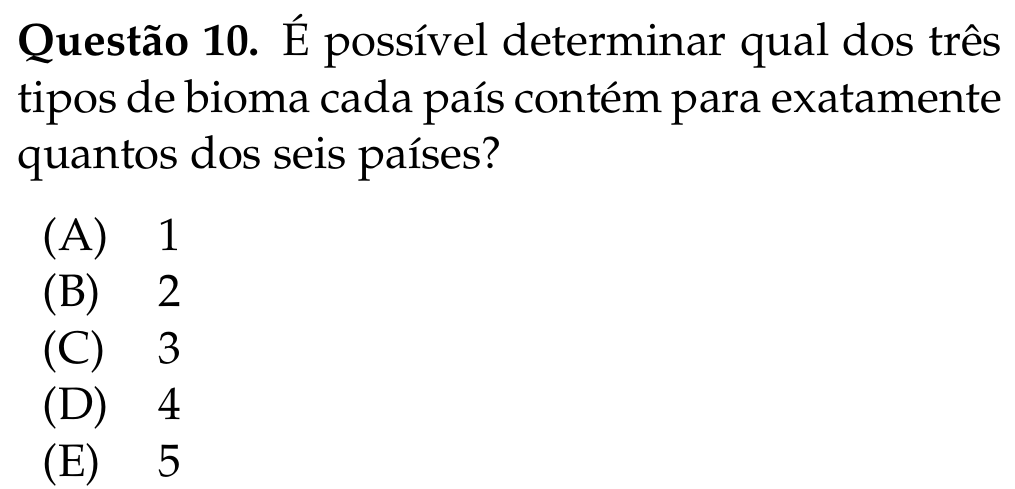 Questão 10. É possível determinar qual dos três
tipos de bioma cada país contém para exatamente
quantos dos seis países?
(A) 1
(B) 2
(C) 3
(D) 4
(E) 5